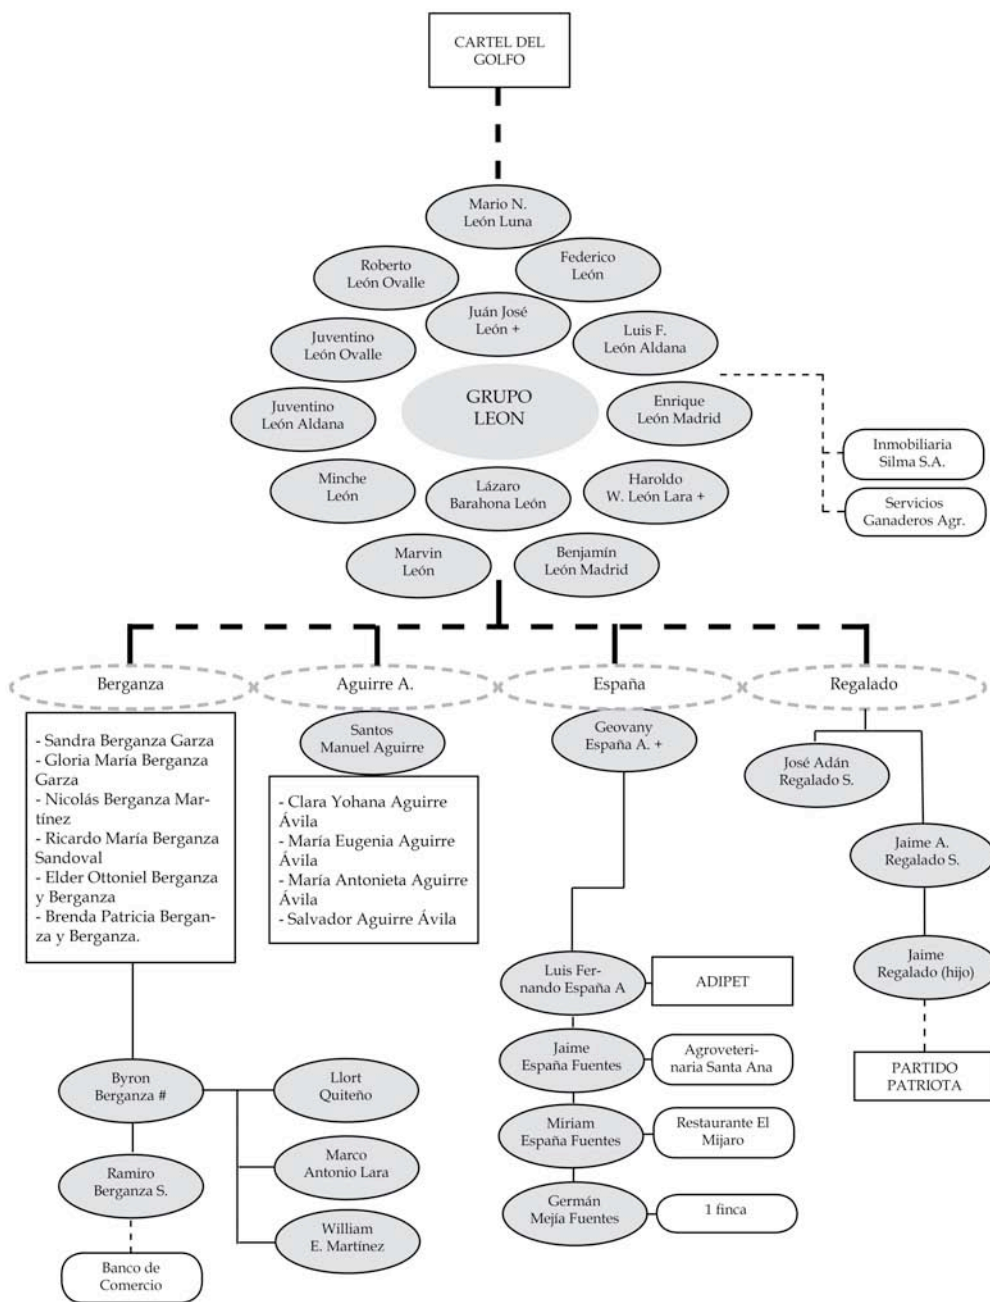 CARTEL DEL
GOLFO
Mario N.
León Luna
Roberto
León Ovalle
Federico
León
Juán José
León +
Juventino
León Ovalle
Luis F.
León Aldana
GRUPO
LEON
Juventino
León Aldana
Enrique
León Madrid
Inmobiliaria
Silma S.A.
Minche
León
Lázaro
Barahona León
Haroldo
W. León Lara +
Servicios
Ganaderos Agr.
Marvin
León
Benjamín
León Madrid
Berganza
Aguirre A.
España
Regalado
- Sandra Berganza Garza
- Gloria María Berganza
Garza
- Nicolás Berganza Mar-
tínez
- Ricardo María Berganza
Sandoval
- Elder Ottoniel Berganza
y Berganza
- Brenda Patricia Bergan-
za y Berganza.
Santos
Manuel Aguirre
- Clara Yohana Aguirre
Ávila
- María Eugenia Aguirre
Ávila
- María Antonieta Aguirre
Ávila
- Salvador Aguirre Ávila
Geovany
España A. +
José Adán
Regalado S.
Jaime A.
Regalado S.
Jaime
Regalado (hijo)
PARTIDO
PATRIOTA
Luis Fer-
nando España A
ADIPET
Jaime
España Fuentes
Agroveteri-
naria Santa Ana
Miriam
España Fuentes
Restaurante El
Mijaro
Germán
Mejía Fuentes
1 finca
Byron
Berganza #
Llort
Quiteño
Marco
Antonio Lara
Ramiro
Berganza S.
William
E. Martínez
Banco de
Comercio